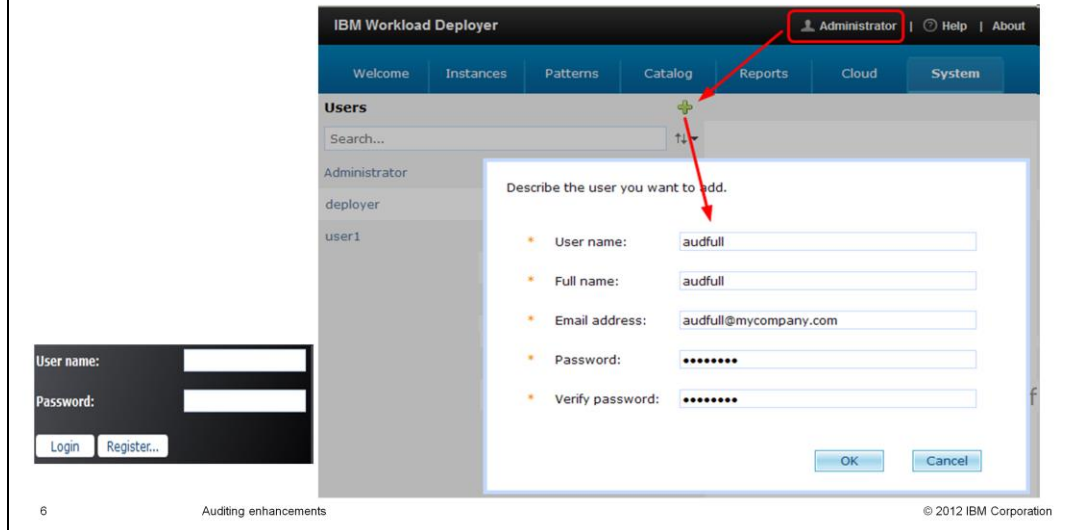 IBM Workload Deployer
Administrator | ? Help | About
Welcome Instances Patterns Catalog Reports Cloud System
Users
Search...
Administrator
deployer
user1
Describe the user you want to add.
* User name: audfull
* Full name: audfull
* Email address: audfull@mycompany.com
* Password: ••••••••
* Verify password: ••••••••
OK Cancel
f
User name:
Password:
Login Register...
6 Auditing enhancements © 2012 IBM Corporation